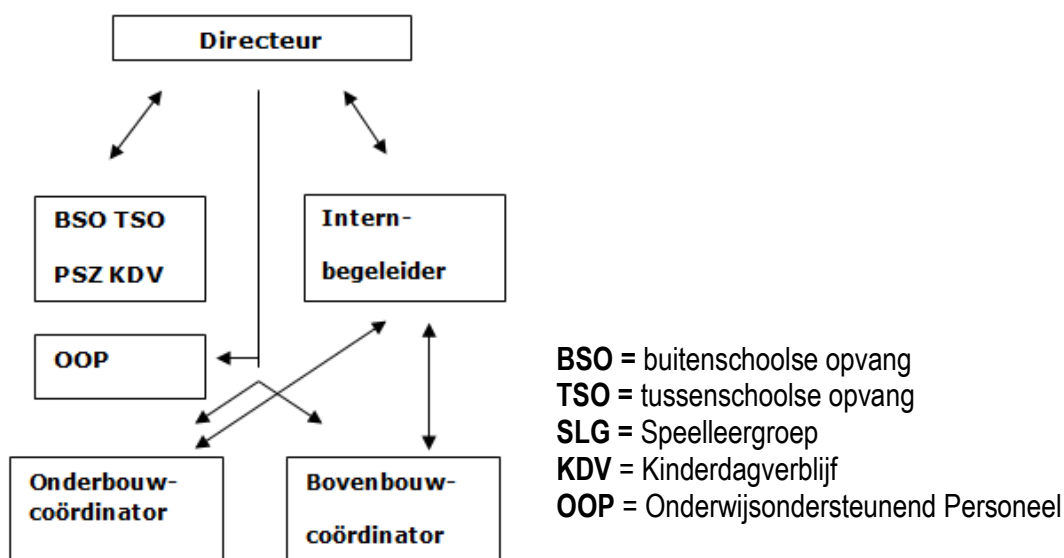 Directeur
BSO TSO
PSZ KDV
Intern-
begeleider
OOP
Onderbouw-
coördinator
Bovenbouw-
coördinator
BSO = buitenschoolse opvang
TSO = tussenschoolse opvang
SLG = Speelleergroep
KDV = Kinderdagverblijf
OOP = Onderwijsondersteunend Personeel